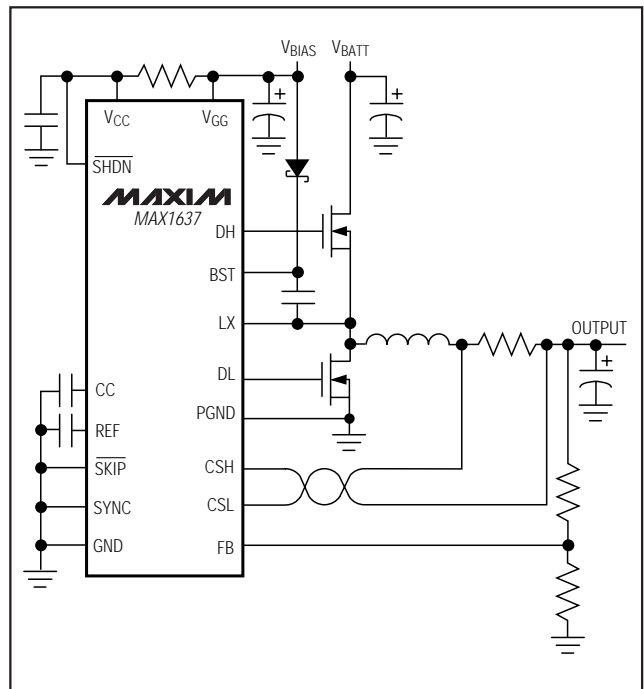 VBIAS VBATT
+ +
VCC VGG
SHDN
MAXIM
MAX1637
DH
BST
LX
OUTPUT
DL
+
PGND
CC
REF
CSH
SKIP
CSL
SYNC
GND
FB